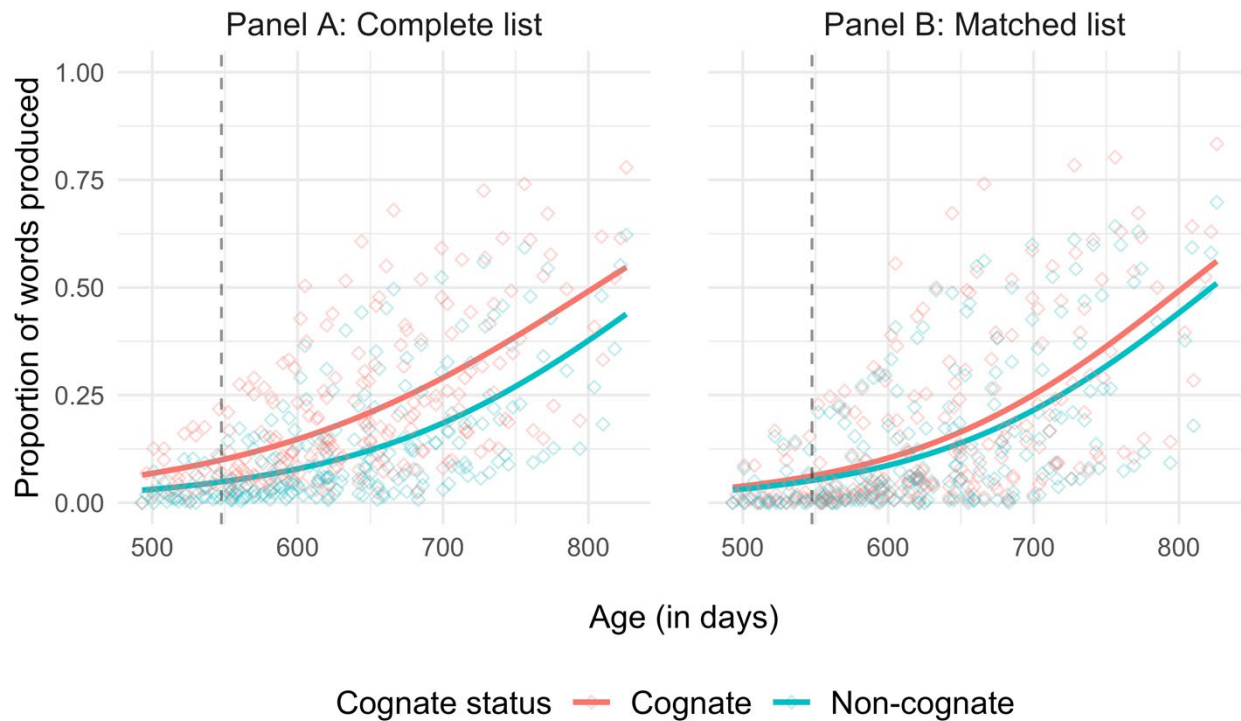 Panel A: Complete list
Panel B: Matched list
Proportion of words produced
1.00
0.75
0.50
0.25
0.00
500 600 700 800
500 600 700 800
Age (in days)
Cognate status Cognate Non-cognate